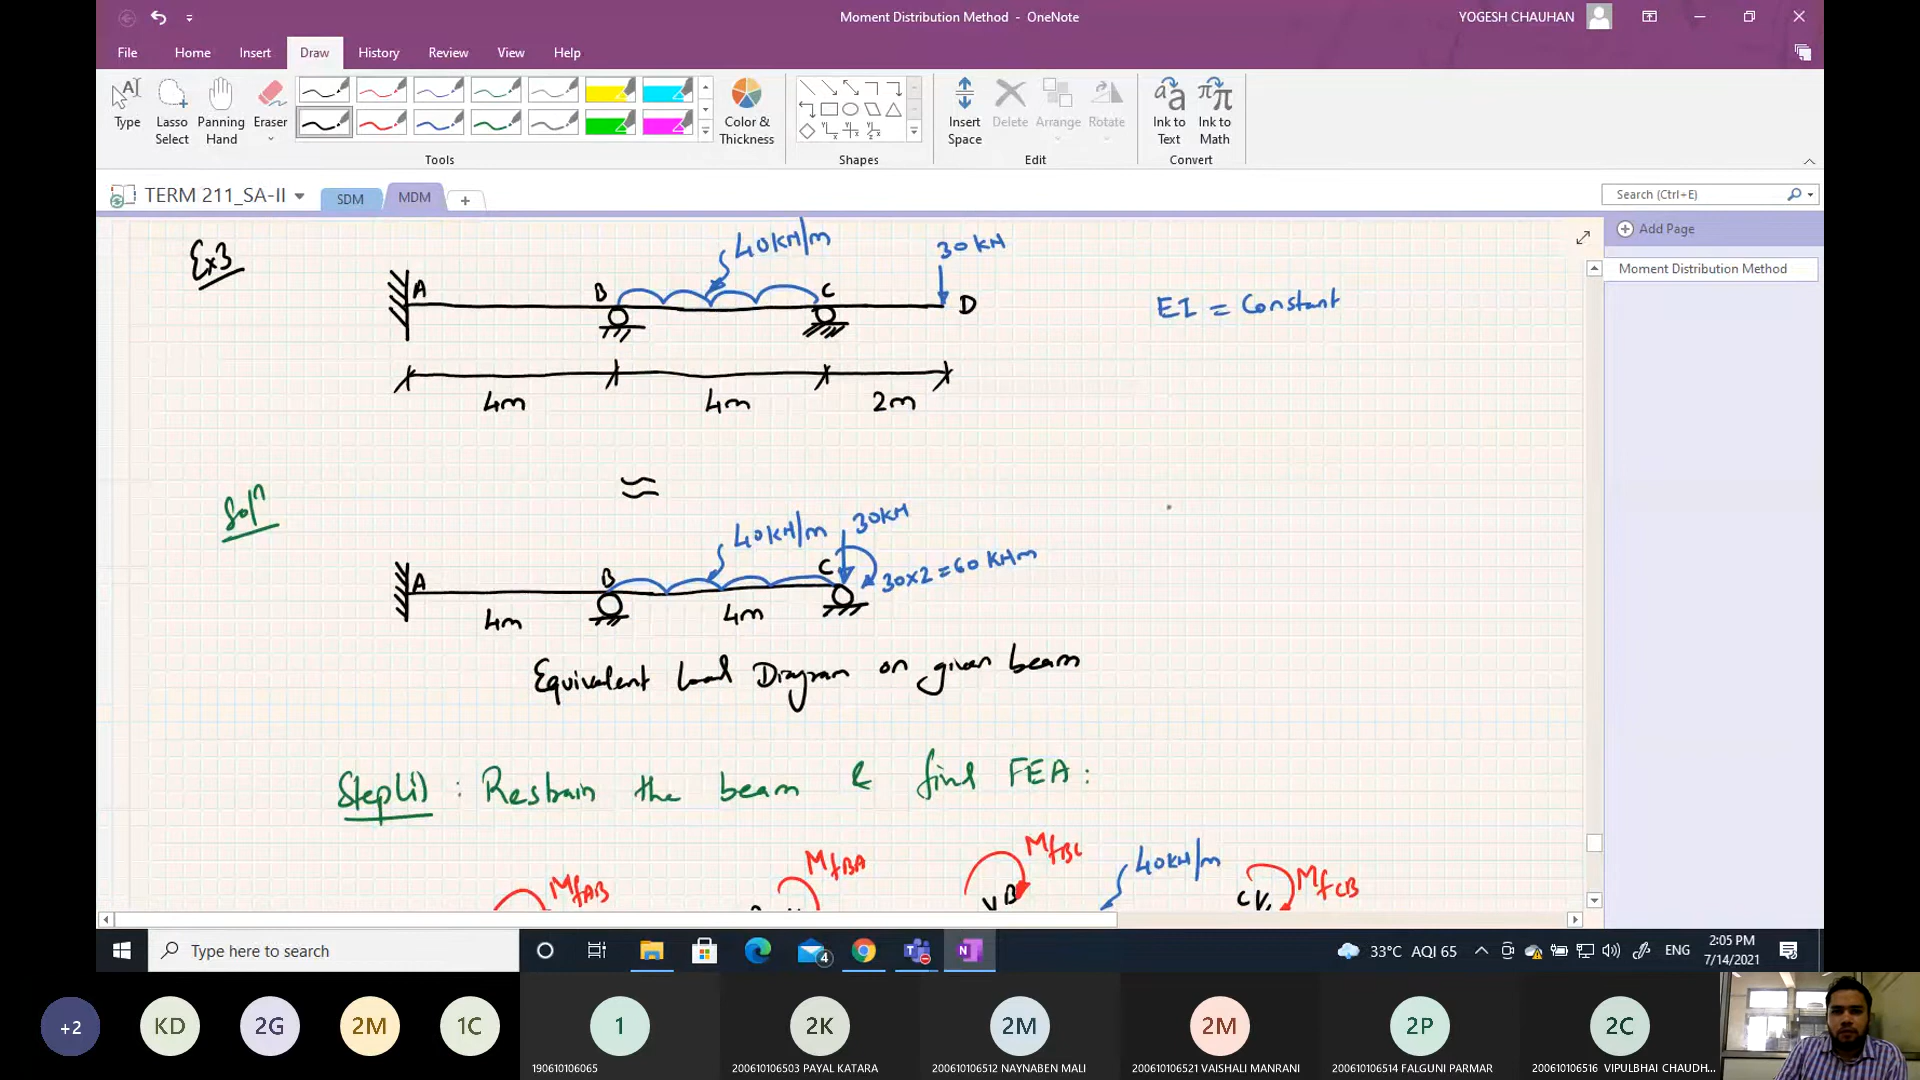 Moment Distribution Method - OneNote
YOGESH CHAUHAN
File Home Insert Draw History Review View Help
Type
Lasso Select
Panning Hand
Eraser
Color & Thickness
Insert Space
Delete
Arrange
Rotate
Ink to Text
Ink to Math
Tools
Shapes
Edit
Convert
TERM 211_SA-II
SDM
MDM
Search (Ctrl+E)
Add Page
Moment Distribution Method
Ex3
40KN/m
30KN
A
B
C
D
EI = Constant
4m
4m
2m
≈
Soln
40KN/m
30KN
A
B
C
30x2=60 KNm
4m
4m
Equivalent Load Diagram on given beam
Step(i) : Restrain the beam & find FEA:
MfAB
MfBA
MfBC
40KN/m
MfCB
B
C
Type here to search
4
33°C AQI 65
ENG
2:05 PM
7/14/2021
+2
KD
2G
2M
1C
1
2K
2M
2M
2P
2C
190610106065
200610106503 PAYAL KATARA
200610106512 NAYNABEN MALI
200610106521 VAISHALI MANRANI
200610106514 FALGUNI PARMAR
200610106516 VIPULBHAI CHAUDH...